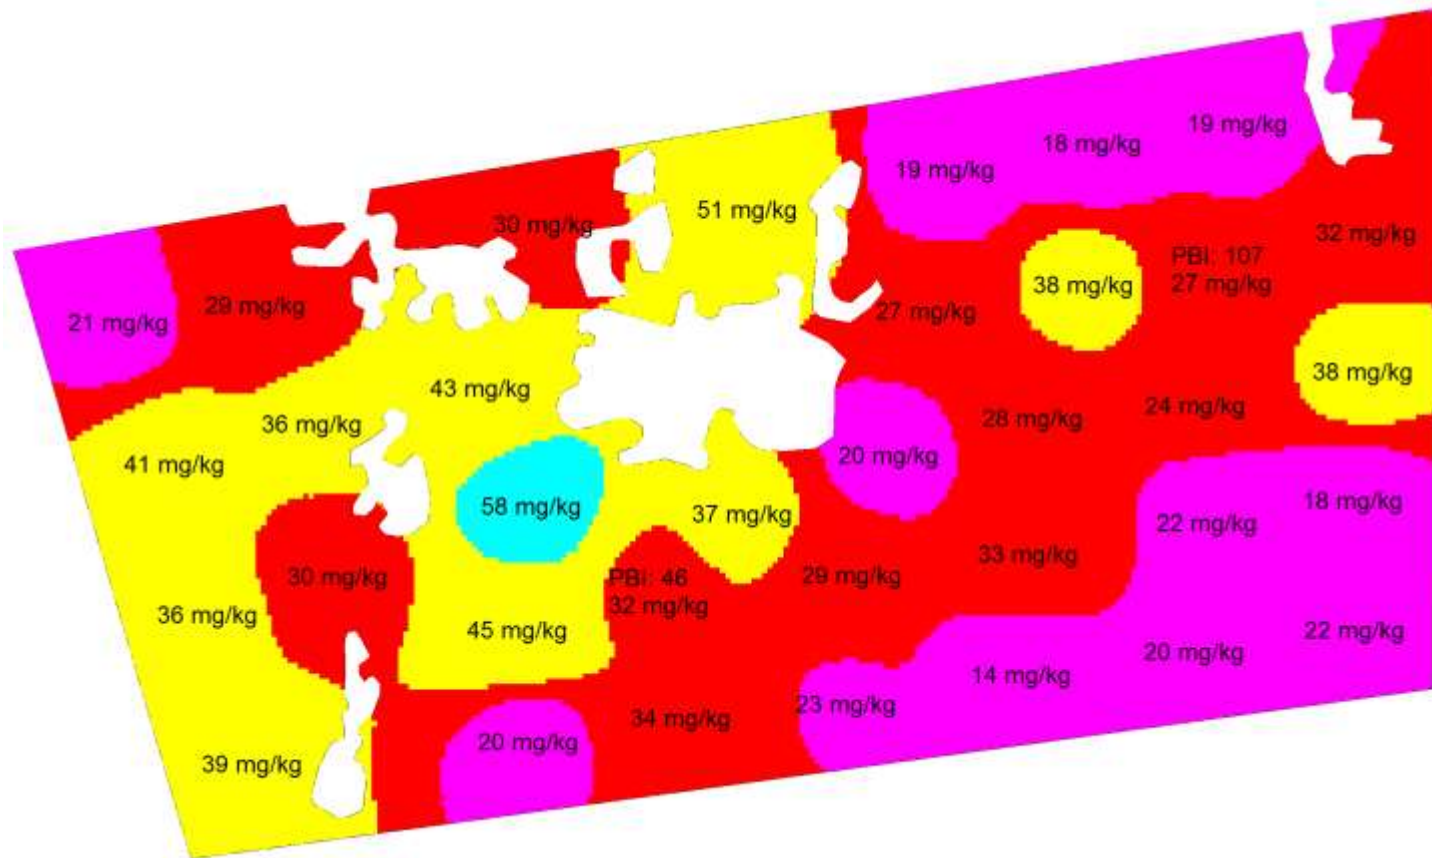 19 mg/kg
18 mg/kg
19 mg/kg
51 mg/kg
30 mg/kg
32 mg/kg
PBI: 107
27 mg/kg
38 mg/kg
29 mg/kg
27 mg/kg
21 mg/kg
38 mg/kg
43 mg/kg
24 mg/kg
28 mg/kg
36 mg/kg
20 mg/kg
41 mg/kg
18 mg/kg
58 mg/kg
37 mg/kg
22 mg/kg
33 mg/kg
30 mg/kg
29 mg/kg
PBI: 46
32 mg/kg
36 mg/kg
45 mg/kg
22 mg/kg
20 mg/kg
14 mg/kg
23 mg/kg
34 mg/kg
20 mg/kg
39 mg/kg